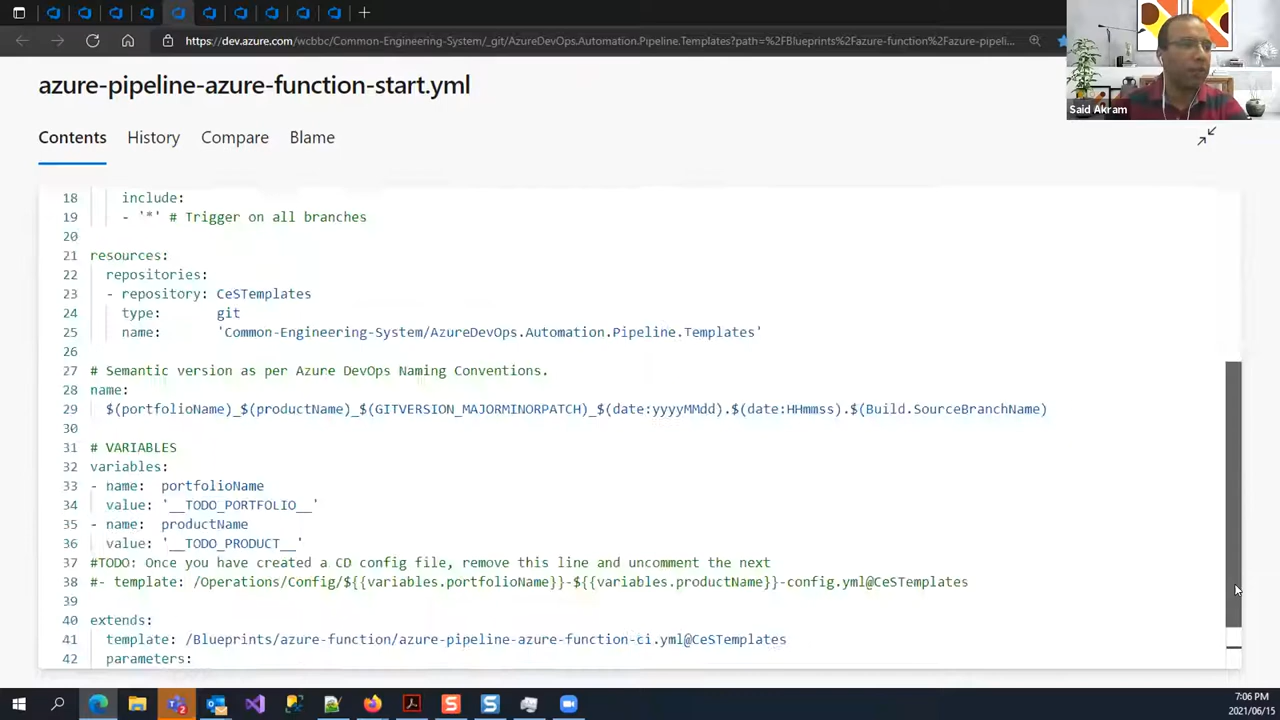 https://dev.azure.com/wcbbc/Common-Engineering-System/_git/AzureDevOps.Automation.Pipeline.Templates?path=%2FBlueprints%2Fazure-function%2Fazure-pipeli...
Said Akram
azure-pipeline-azure-function-start.yml
Contents History Compare Blame
18 include:
19 - '*' # Trigger on all branches
20
21 resources:
22 repositories:
23 - repository: CeSTemplates
24 type: git
25 name: 'Common-Engineering-System/AzureDevOps.Automation.Pipeline.Templates'
26
27 # Semantic version as per Azure DevOps Naming Conventions.
28 name:
29 $(portfolioName)_$(productName)_$(GITVERSION_MAJORMINORPATCH)_$(date:yyyyMMdd).$(date:HHmmss).$(Build.SourceBranchName)
30
31 # VARIABLES
32 variables:
33 - name: portfolioName
34 value: '__TODO_PORTFOLIO__'
35 - name: productName
36 value: '__TODO_PRODUCT__'
37 #TODO: Once you have created a CD config file, remove this line and uncomment the next
38 #- template: /Operations/Config/${{variables.portfolioName}}-${{variables.productName}}-config.yml@CeSTemplates
39
40 extends:
41 template: /Blueprints/azure-function/azure-pipeline-azure-function-ci.yml@CeSTemplates
42 parameters:
7:06 PM
2021/06/15